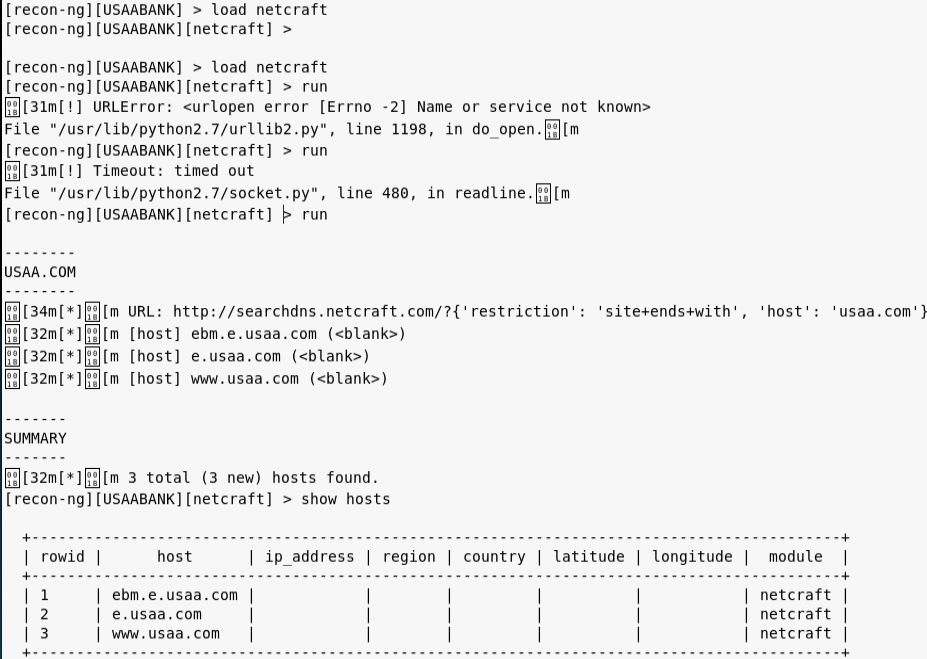 [recon-ng][USAABANK] > load netcraft
[recon-ng][USAABANK][netcraft] >
[recon-ng][USAABANK] > load netcraft
[recon-ng][USAABANK][netcraft] > run
[31m[!] URLError: <urlopen error [Errno -2] Name or service not known>
File "/usr/lib/python2.7/urllib2.py", line 1198, in do_open.[m
[recon-ng][USAABANK][netcraft] > run
[31m[!] Timeout: timed out
File "/usr/lib/python2.7/socket.py", line 480, in readline.[m
[recon-ng][USAABANK][netcraft] > run
--------
USAA.COM
--------
[34m[*][m URL: http://searchdns.netcraft.com/?{'restriction': 'site+ends+with', 'host': 'usaa.com'}
[32m[*][m [host] ebm.e.usaa.com (<blank>)
[32m[*][m [host] e.usaa.com (<blank>)
[32m[*][m [host] www.usaa.com (<blank>)
-------
SUMMARY
-------
[32m[*][m 3 total (3 new) hosts found.
[recon-ng][USAABANK][netcraft] > show hosts
+------------------------------------------------------------------------------------------+
| rowid | host | ip_address | region | country | latitude | longitude | module |
+------------------------------------------------------------------------------------------+
| 1 | ebm.e.usaa.com | | | | | | netcraft |
| 2 | e.usaa.com | | | | | | netcraft |
| 3 | www.usaa.com | | | | | | netcraft |
+------------------------------------------------------------------------------------------+